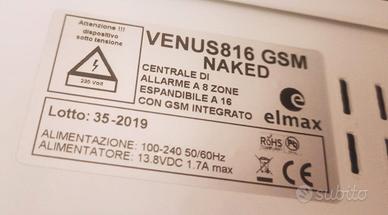 Attenzione !!!
dispositivo
sotto tensione
235 Volt
VENUS816 GSM
NAKED
CENTRALE DI
ALLARME A 8 ZONE
ESPANDIBILE A 16
CON GSM INTEGRATO
elmax
Lotto: 35-2019
ALIMENTAZIONE: 100-240 50/60Hz
ALIMENTATORE: 13.8VDC 1.7A max
RoHS
CE
subito